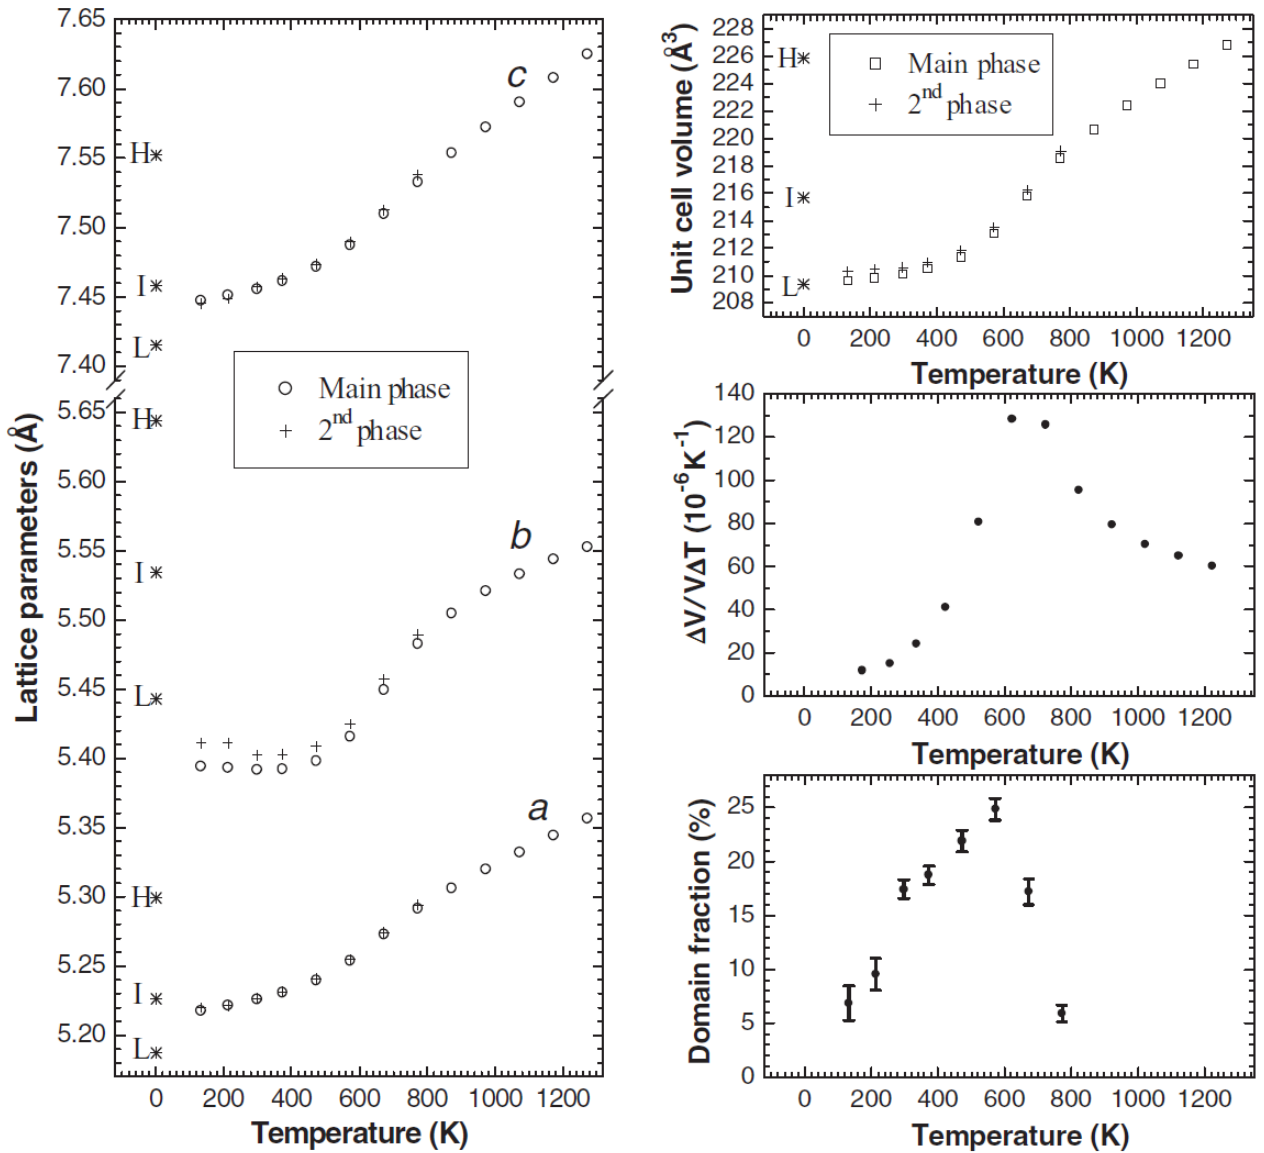 7.65
7.60
7.55
7.50
7.45
7.40
5.65
5.60
5.55
5.50
5.45
5.40
5.35
5.30
5.25
5.20
Lattice parameters (Å)
H
I
L
H
I
L
H
I
L
c
b
a
Main phase
2nd phase
0 200 400 600 800 1000 1200
Temperature (K)
228
226
224
222
220
218
216
214
212
210
208
Unit cell volume (Å3)
H
I
L
Main phase
2nd phase
0 200 400 600 800 1000 1200
Temperature (K)
140
120
100
80
60
40
20
0
ΔV/VΔT (10-6K-1)
0 200 400 600 800 1000 1200
Temperature (K)
25
20
15
10
5
0
Domain fraction (%)
0 200 400 600 800 1000 1200
Temperature (K)